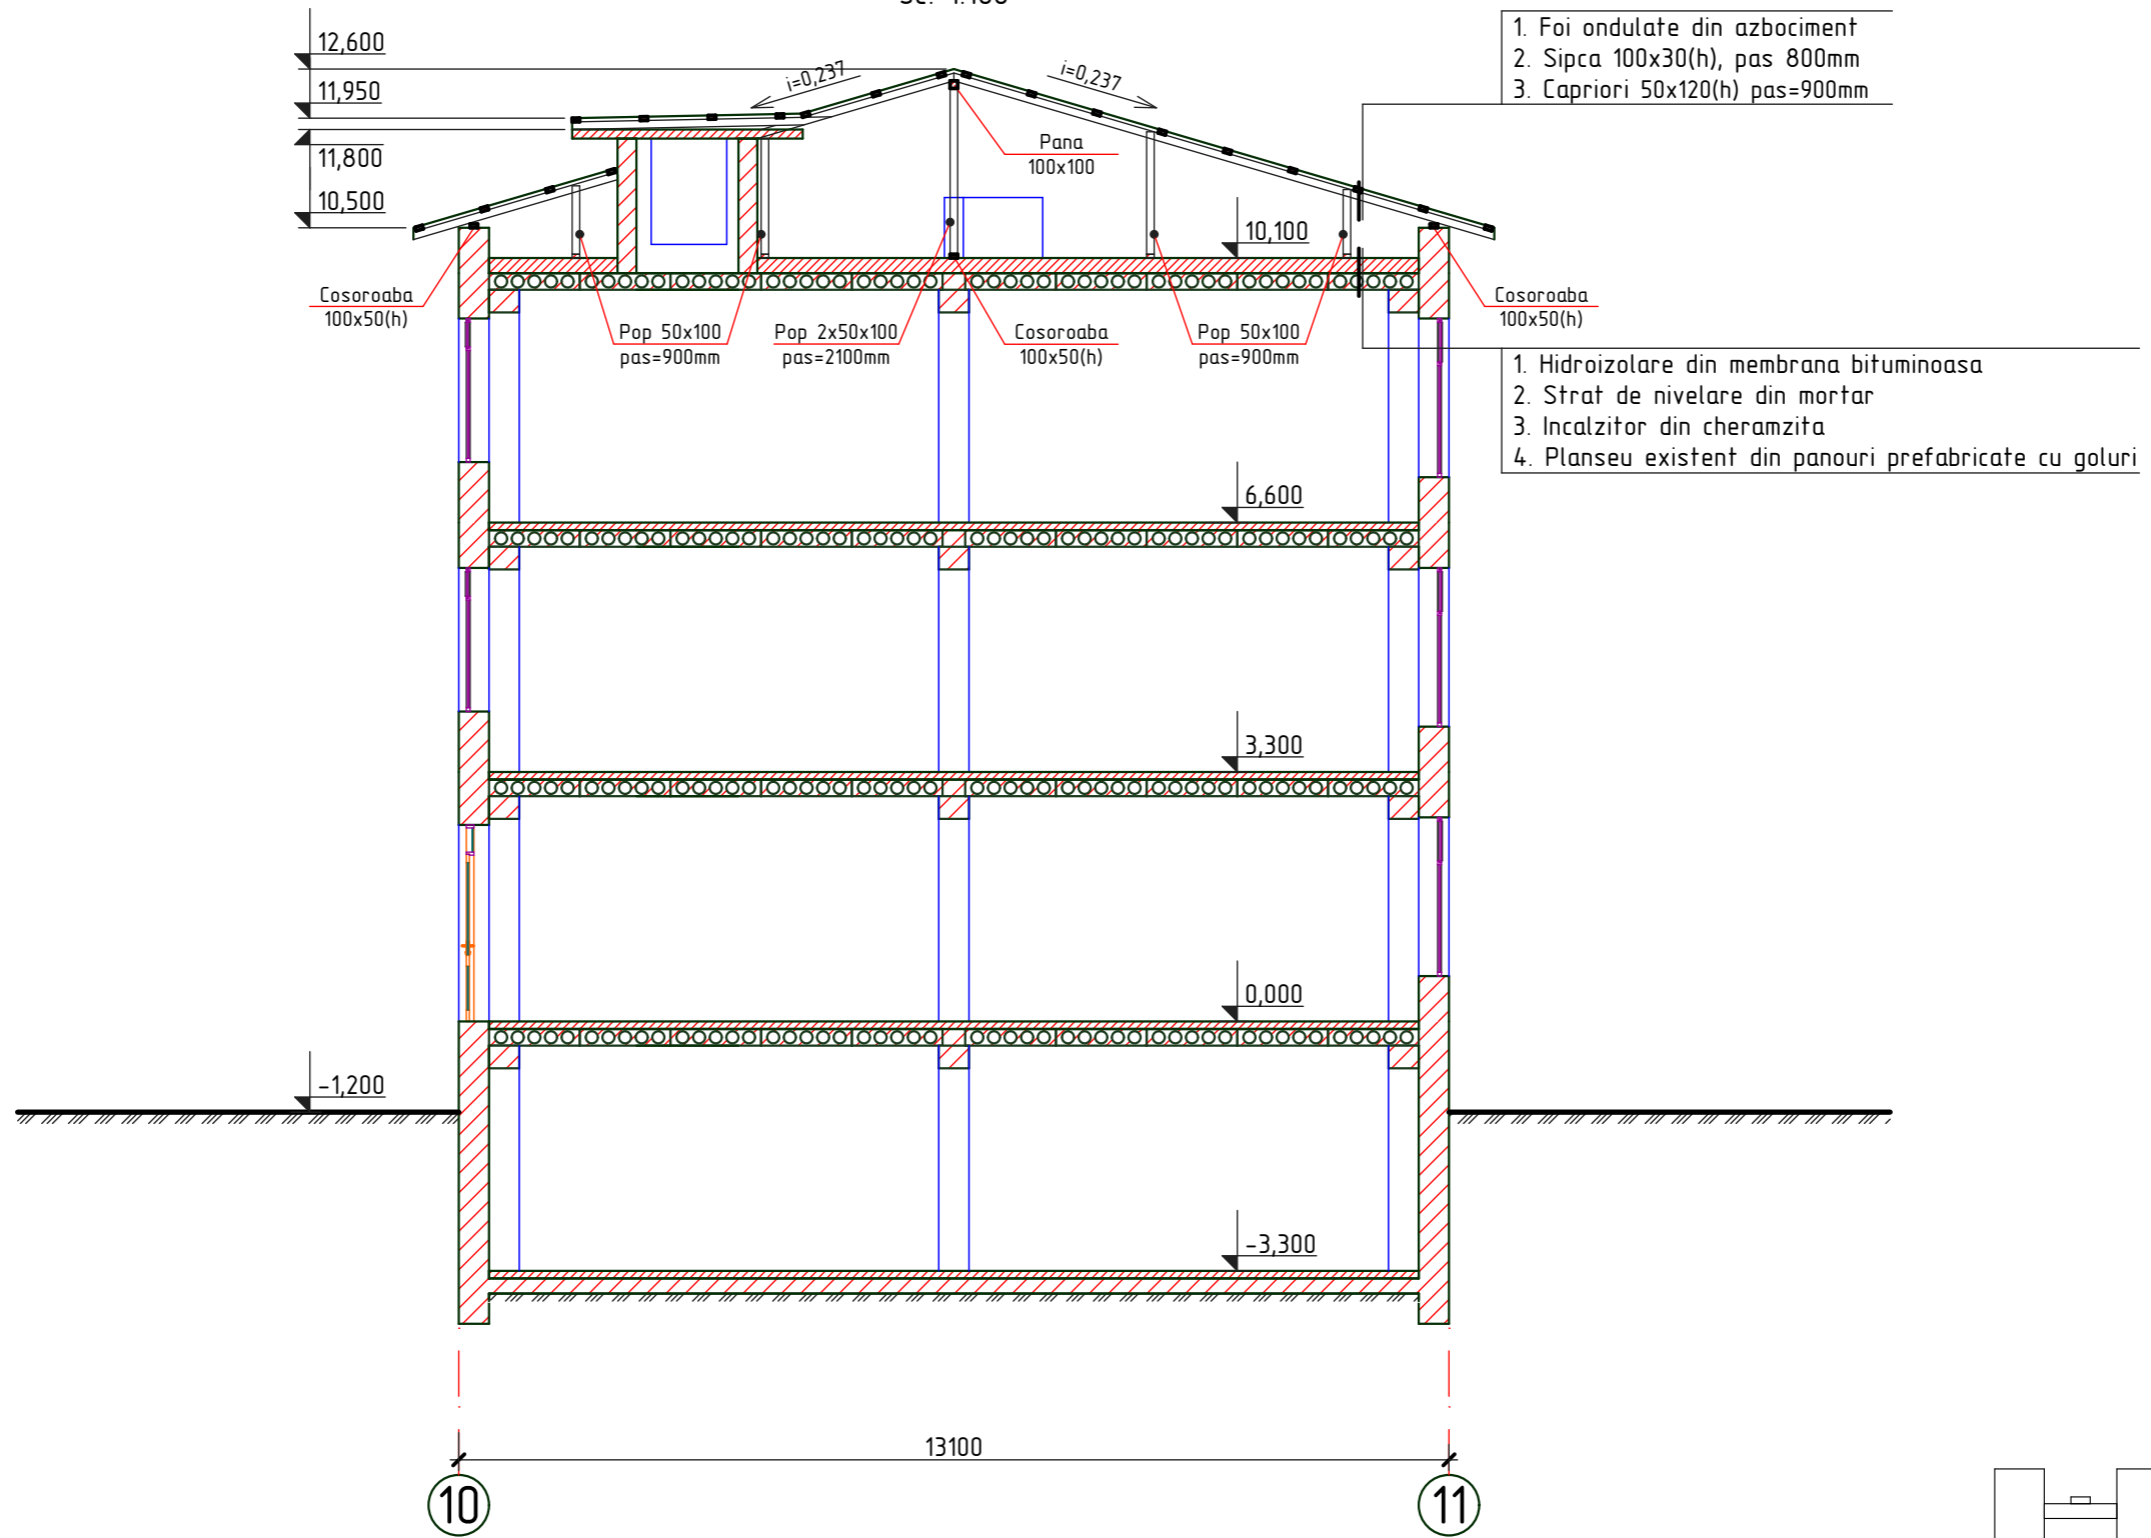 12,600
11,950
11,800
10,500
i=0,237
i=0,237
1. Foi ondulate din azbociment
2. Sipca 100x30(h), pas 800mm
3. Capriori 50x120(h) pas=900mm
Pana
100x100
10,100
Cosoroaba
100x50(h)
Pop 50x100
pas=900mm
Pop 2x50x100
pas=2100mm
Cosoroaba
100x50(h)
Pop 50x100
pas=900mm
Cosoroaba
100x50(h)
1. Hidroizolare din membrana bituminoasa
2. Strat de nivelare din mortar
3. Incalzitor din cheramzita
4. Planseu existent din panouri prefabricate cu goluri
6,600
3,300
0,000
-1,200
-3,300
13100
10
11